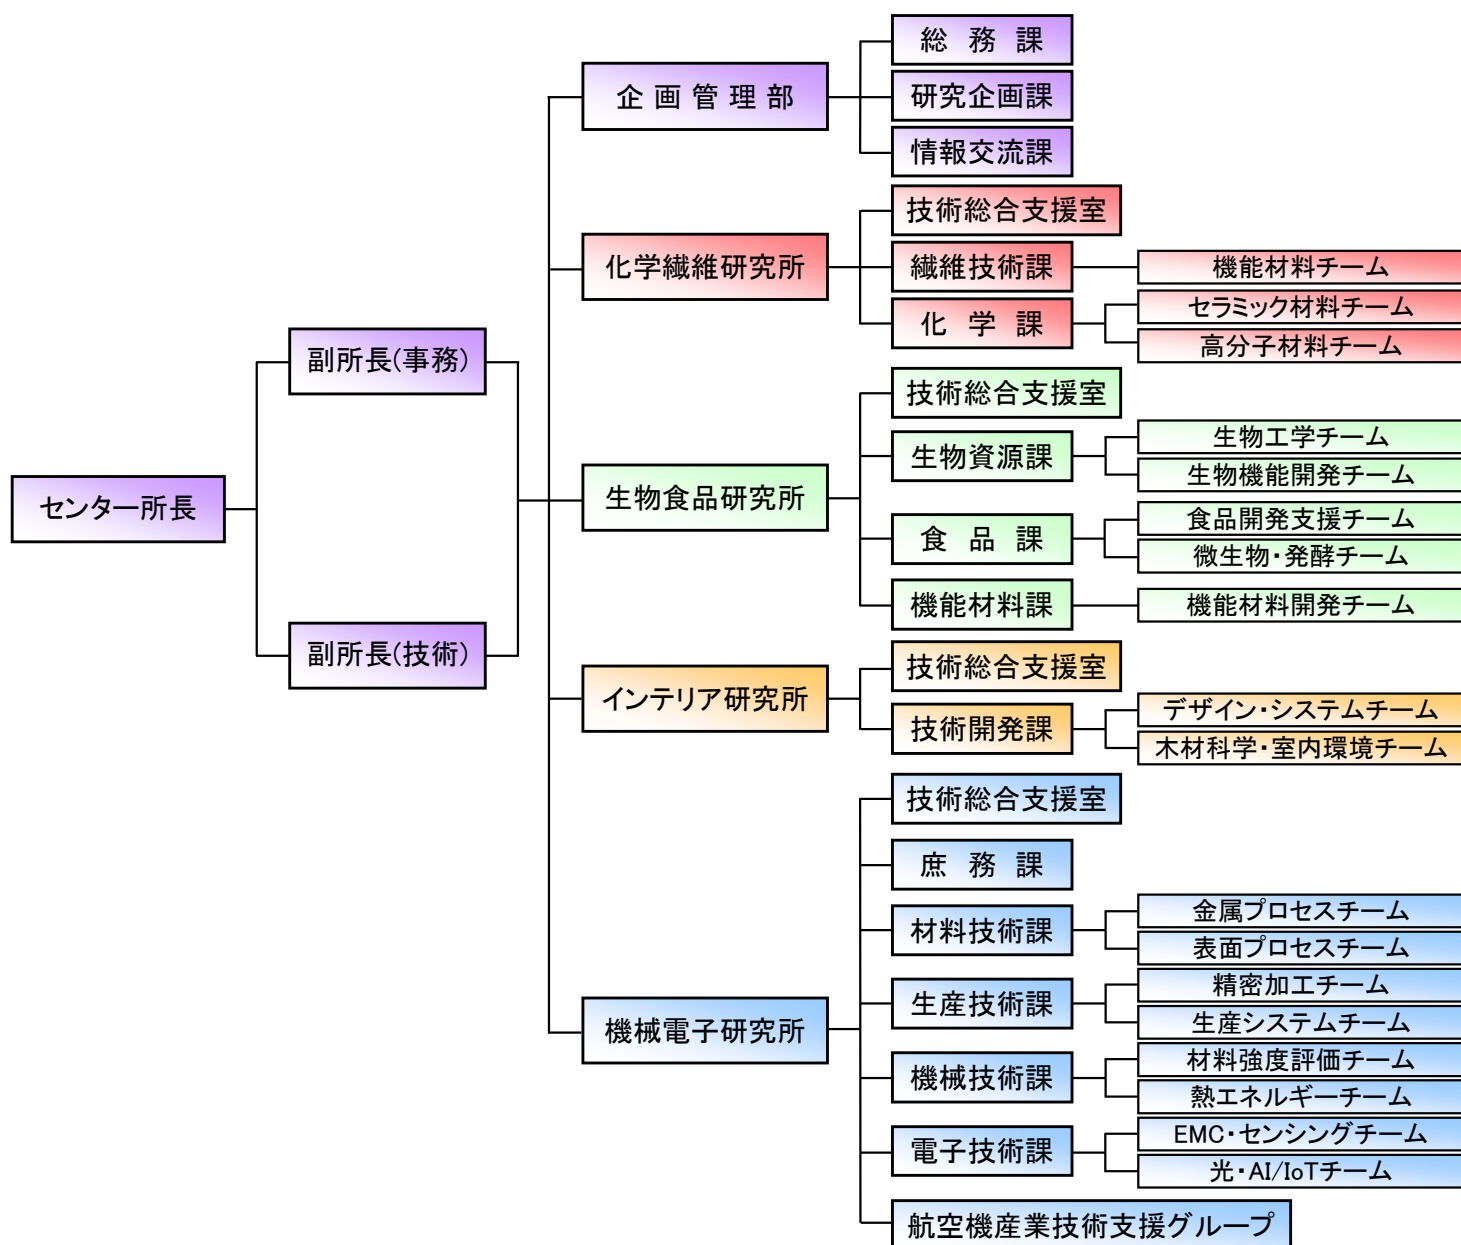 センター所長
副所長(事務)
副所長(技術)
企画管理部
総務課
研究企画課
情報交流課
化学繊維研究所
技術総合支援室
繊維技術課
機能材料チーム
化学課
セラミック材料チーム
高分子材料チーム
生物食品研究所
技術総合支援室
生物資源課
生物工学チーム
生物機能開発チーム
食品課
食品開発支援チーム
微生物・発酵チーム
機能材料課
機能材料開発チーム
インテリア研究所
技術総合支援室
技術開発課
デザイン・システムチーム
木材科学・室内環境チーム
機械電子研究所
技術総合支援室
庶務課
材料技術課
金属プロセスチーム
表面プロセスチーム
生産技術課
精密加工チーム
生産システムチーム
機械技術課
材料強度評価チーム
熱エネルギーチーム
電子技術課
EMC・センシングチーム
光・AI/IoTチーム
航空機産業技術支援グループ